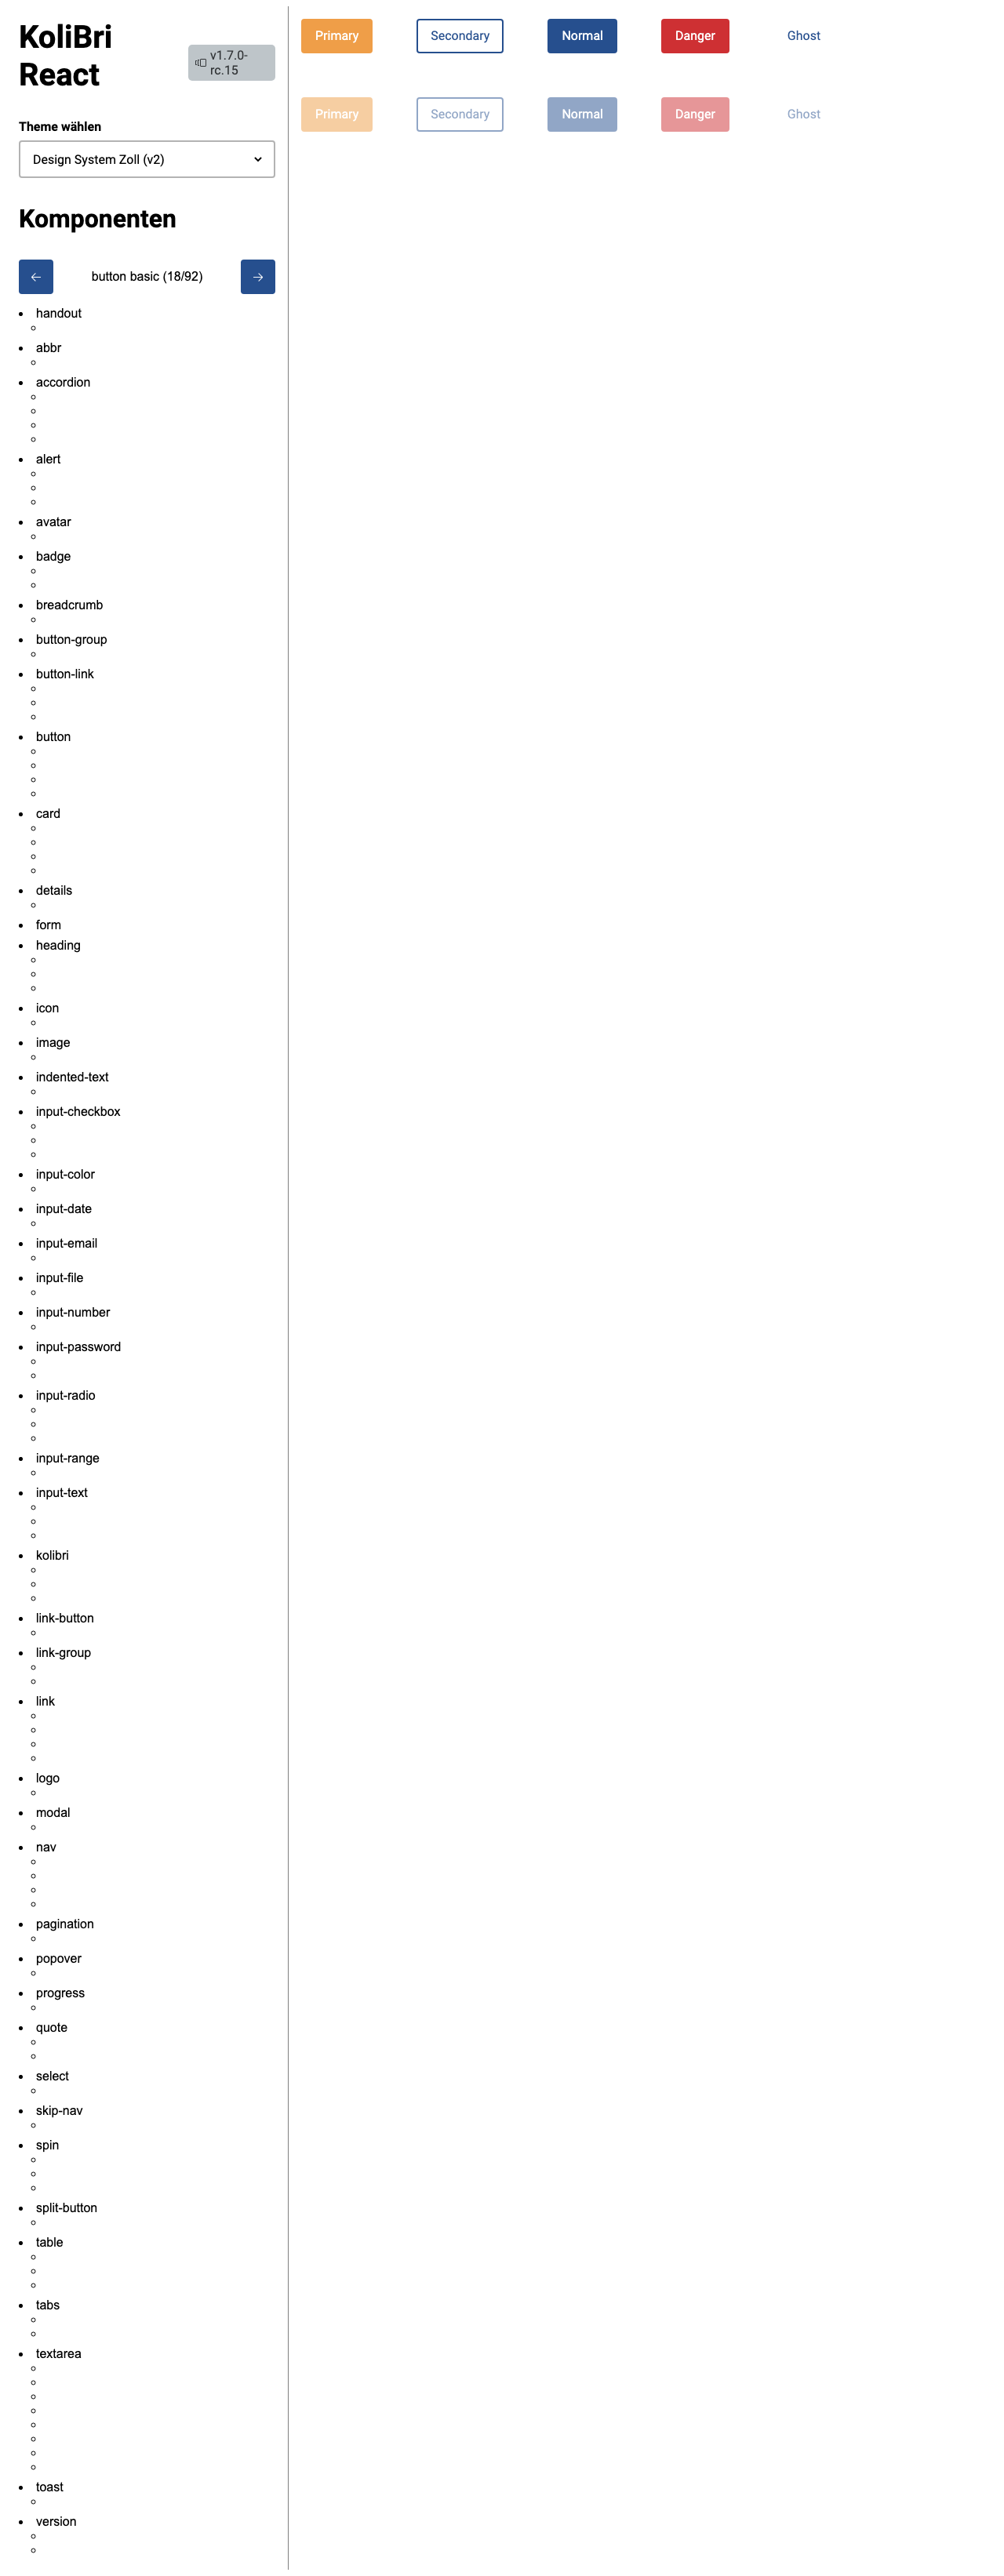 KoliBri
React
v1.7.0-
rc.15
Theme wählen
Design System Zoll (v2)
Komponenten
button basic (18/92)
handout
abbr
accordion
alert
avatar
badge
breadcrumb
button-group
button-link
button
card
details
form
heading
icon
image
indented-text
input-checkbox
input-color
input-date
input-email
input-file
input-number
input-password
input-radio
input-range
input-text
kolibri
link-button
link-group
link
logo
modal
nav
pagination
popover
progress
quote
select
skip-nav
spin
split-button
table
tabs
textarea
toast
version
Primary Secondary Normal Danger Ghost
Primary Secondary Normal Danger Ghost